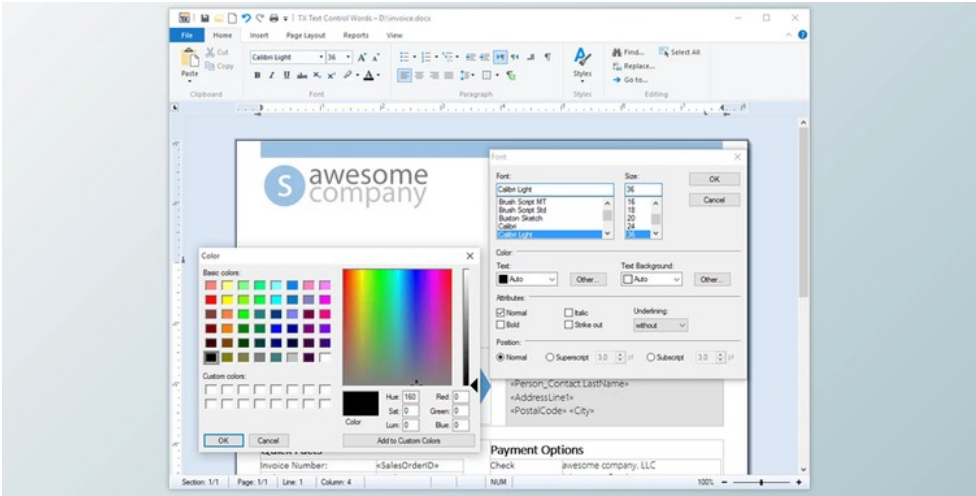 TX Text Control Words - D:\invoice.docx
File Home Insert Page Layout Reports View
Paste
Cut
Copy
Clipboard
Calibri Light 36
B I U abc
Font
Paragraph
Styles
Styles
Find...
Select All
Replace...
Go to...
Editing
S awesome
company
Font
Font:
Calibri Light
Brush Script MT
Brush Script Std
Buxton Sketch
Calibri
Calibri Light
Size:
36
16
18
20
24
36
OK
Cancel
Color:
Text:
Auto
Other...
Text Background:
Auto
Other...
Attributes:
Normal
Italic
Bold
Strike out
Underlining:
without
Position:
Normal
Superscript 3.0 pt
Subscript 3.0 pt
Color
Basic colors:
Custom colors:
Color
Hue: 160
Sat: 0
Lum: 0
Red: 0
Green: 0
Blue: 0
OK
Cancel
Add to Custom Colors
«Person_Contact.LastName»
«AddressLine1»
«PostalCode» «City»
Quick Facts
Payment Options
Invoice Number: «SalesOrderID»
Check awesome company, LLC
Section: 1/1 Page: 1/1 Line: 1 Column: 4 NUM 100%